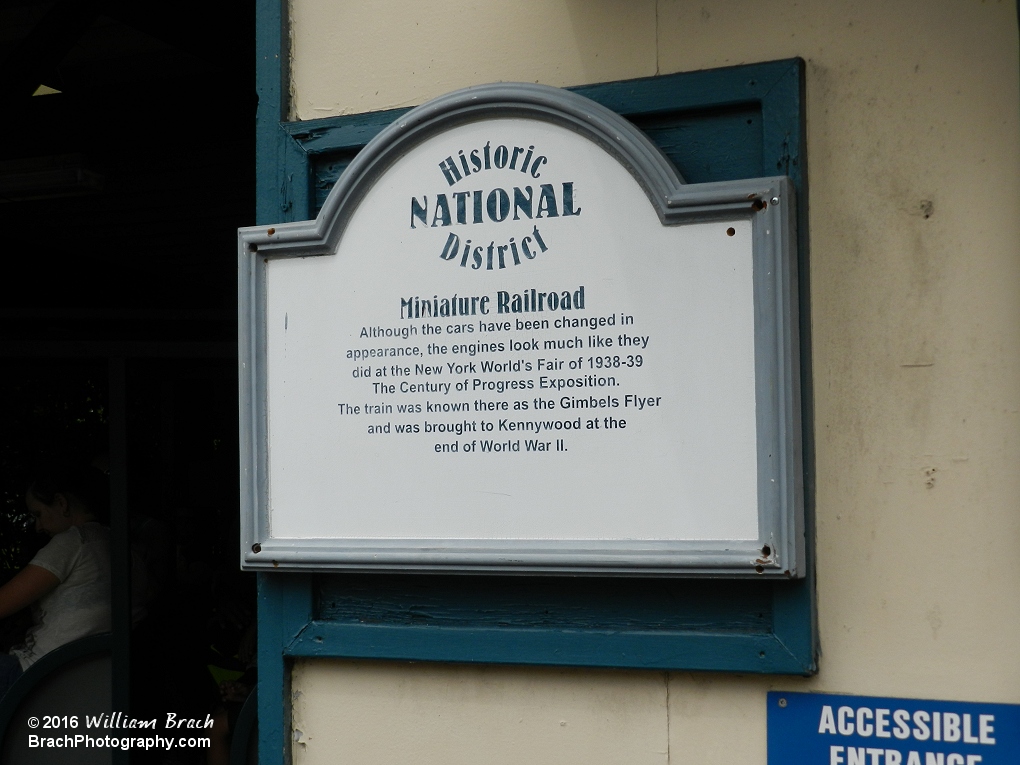 Historic
NATIONAL
District
Miniature Railroad
Although the cars have been changed in
appearance, the engines look much like they
did at the New York World's Fair of 1938-39
The Century of Progress Exposition.
The train was known there as the Gimbels Flyer
and was brought to Kennywood at the
end of World War II.
ACCESSIBLE
ENTRANCE
©2016 William Brach
BrachPhotography.com